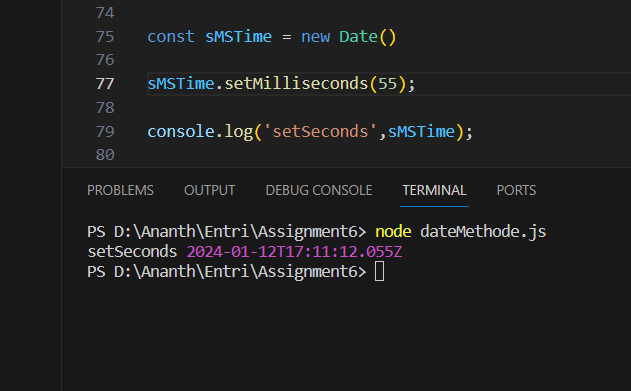 74
75 const sMSTime = new Date()
76
77 sMSTime.setMilliseconds(55);
78
79 console.log('setSeconds',sMSTime);
80
PROBLEMS OUTPUT DEBUG CONSOLE TERMINAL PORTS
PS D:\Ananth\Entri\Assignment6> node dateMethode.js
setSeconds 2024-01-12T17:11:12.055Z
PS D:\Ananth\Entri\Assignment6>